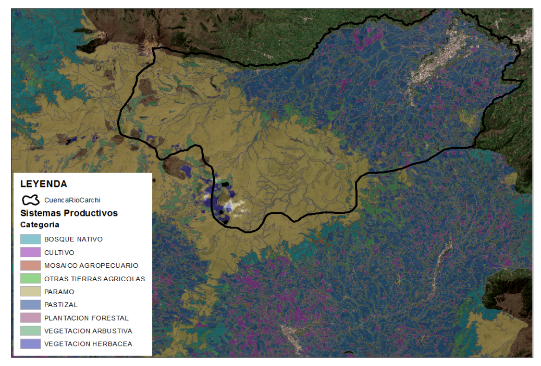 LEYENDA
CuencaRioCarchi
Sistemas Productivos
Categoria
BOSQUE NATIVO
CULTIVO
MOSAICO AGROPECUARIO
OTRAS TIERRAS AGRICOLAS
PARAMO
PASTIZAL
PLANTACION FORESTAL
VEGETACION ARBUSTIVA
VEGETACION HERBACEA